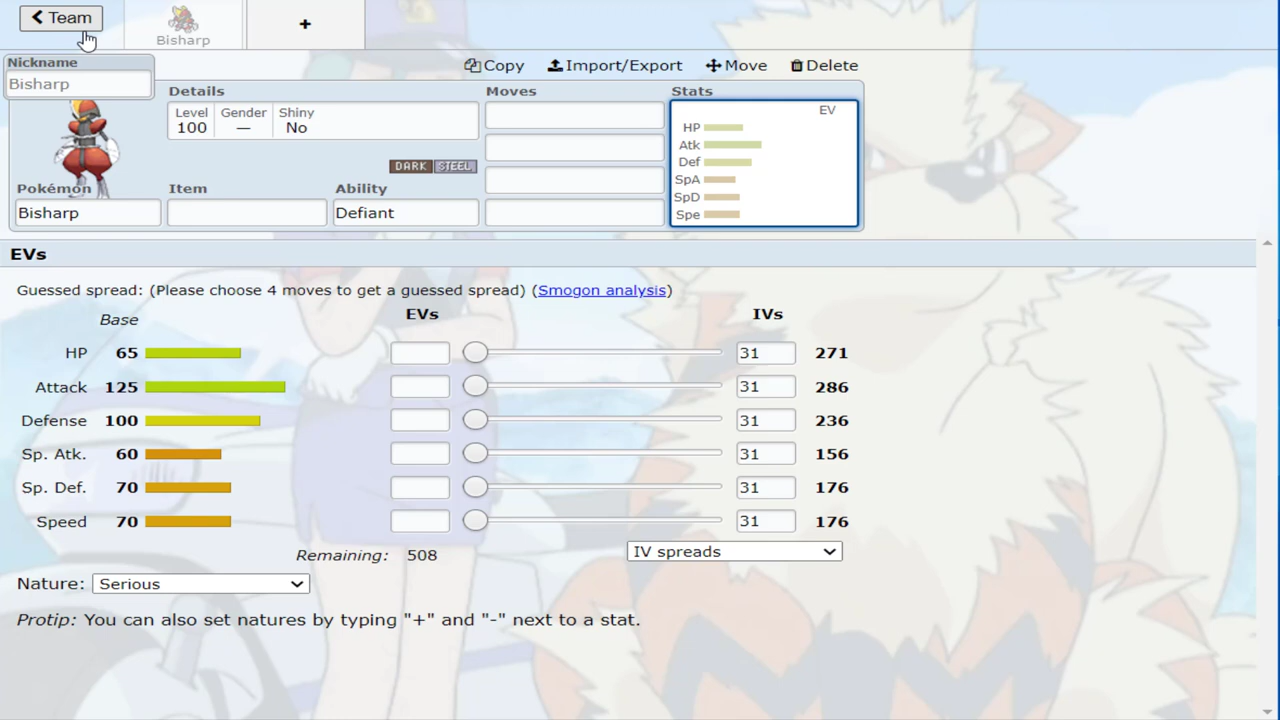 Team
Bisharp
+
Nickname
Bisharp
Copy Import/Export Move Delete
Details
Moves
Stats
Level Gender Shiny
100 — No
EV
HP
Atk
Def
SpA
SpD
Spe
DARK STEEL
Pokémon
Item
Ability
Bisharp
Defiant
EVs
Guessed spread: (Please choose 4 moves to get a guessed spread) (Smogon analysis)
Base EVs IVs
HP 65 31 271
Attack 125 31 286
Defense 100 31 236
Sp. Atk. 60 31 156
Sp. Def. 70 31 176
Speed 70 31 176
Remaining: 508 IV spreads
Nature: Serious
Protip: You can also set natures by typing "+" and "-" next to a stat.